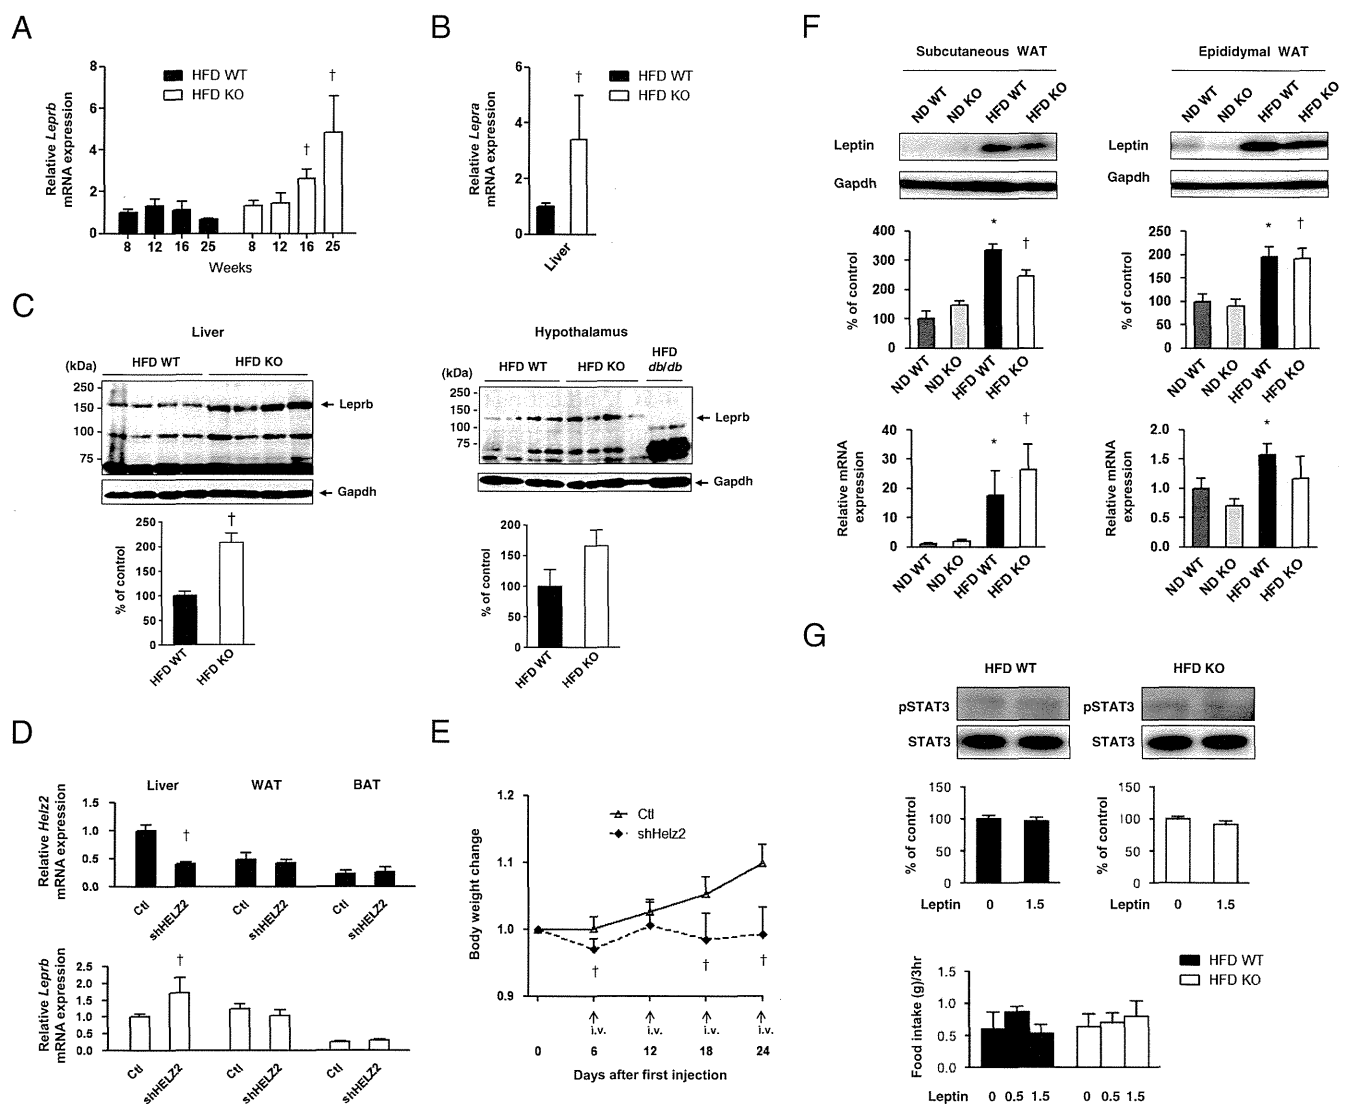 A
Relative Leprb
mRNA expression
8
6
4
2
0
HFD WT
HFD KO
†
†
8 12 16 25 8 12 16 25
Weeks
B
Relative Lepra
mRNA expression
6
4
2
0
HFD WT
HFD KO
†
Liver
C
Liver
(kDa)
HFD WT HFD KO
250
150
100
75
Leprb
Gapdh
% of control
250
200
150
100
50
0
†
HFD WT
HFD KO
Hypothalamus
(kDa)
HFD WT HFD KO
HFD
db/db
250
150
100
75
Leprb
Gapdh
% of control
200
150
100
50
0
HFD WT
HFD KO
D
Liver WAT BAT
Relative Helz2
mRNA expression
1.5
1.0
0.5
0.0
†
Ctl shHELZ2 Ctl shHELZ2 Ctl shHELZ2
Relative Leprb
mRNA expression
2.5
2.0
1.5
1.0
0.5
0.0
†
Ctl shHELZ2 Ctl shHELZ2 Ctl shHELZ2
E
Body weight change
1.2
1.1
1.0
0.9
Ctl
shHelz2
† † †
i.v. i.v. i.v. i.v.
0 6 12 18 24
Days after first injection
F
Subcutaneous WAT
ND WT ND KO HFD WT HFD KO
Leptin
Gapdh
% of control
400
300
200
100
0
*
†
ND WT ND KO HFD WT HFD KO
Relative mRNA
expression
40
30
20
10
0
*
†
ND WT ND KO HFD WT HFD KO
Epididymal WAT
ND WT ND KO HFD WT HFD KO
Leptin
Gapdh
% of control
250
200
150
100
50
0
*
†
ND WT ND KO HFD WT HFD KO
Relative mRNA
expression
2.0
1.5
1.0
0.5
0.0
*
ND WT ND KO HFD WT HFD KO
G
HFD WT
pSTAT3
STAT3
% of control
150
100
50
0
Leptin 0 1.5
HFD KO
pSTAT3
STAT3
% of control
150
100
50
0
Leptin 0 1.5
Food intake (g)/3hr
1.5
1.0
0.5
0.0
HFD WT
HFD KO
Leptin 0 0.5 1.5 0 0.5 1.5